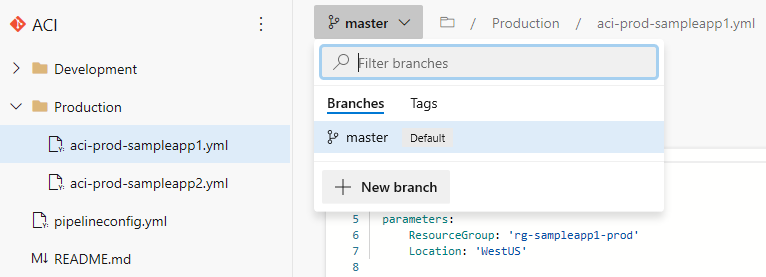 ACI
master
Production / aci-prod-sampleapp1.yml
Filter branches
Development
Branches Tags
Production
master Default
aci-prod-sampleapp1.yml
aci-prod-sampleapp2.yml
New branch
pipelineconfig.yml
5 parameters:
6 ResourceGroup: 'rg-sampleapp1-prod'
7 Location: 'WestUS'
8
README.md